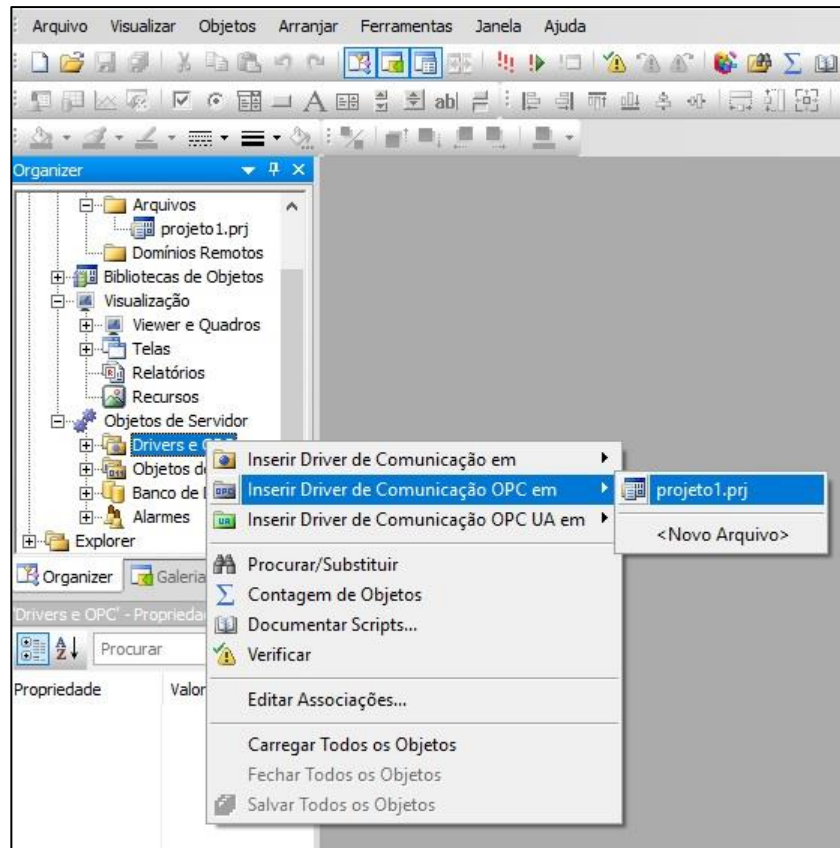 Arquivo Visualizar Objetos Arranjar Ferramentas Janela Ajuda
Organizer
Arquivos
projeto1.prj
Domínios Remotos
Bibliotecas de Objetos
Visualização
Viewer e Quadros
Telas
Relatórios
Recursos
Objetos de Servidor
Drivers e
Objetos de
Banco de
Alarmes
Explorer
Organizer Galeria
'Drivers e OPC' - Proprieda
Procurar
Propriedade Valor
Inserir Driver de Comunicação em
Inserir Driver de Comunicação OPC em
Inserir Driver de Comunicação OPC UA em
Procurar/Substituir
Contagem de Objetos
Documentar Scripts...
Verificar
Editar Associações...
Carregar Todos os Objetos
Fechar Todos os Objetos
Salvar Todos os Objetos
projeto1.prj
<Novo Arquivo>